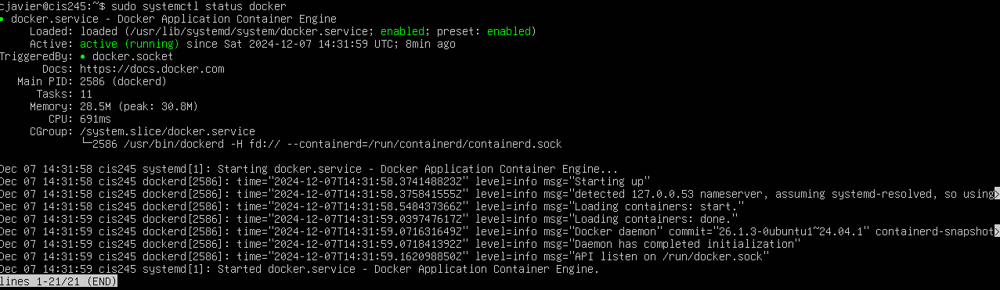 cjavier@cis245:~$ sudo systemctl status docker
● docker.service - Docker Application Container Engine
     Loaded: loaded (/usr/lib/systemd/system/docker.service; enabled; preset: enabled)
     Active: active (running) since Sat 2024-12-07 14:31:59 UTC; 8min ago
TriggeredBy: ● docker.socket
       Docs: https://docs.docker.com
   Main PID: 2586 (dockerd)
      Tasks: 11
     Memory: 28.5M (peak: 30.8M)
        CPU: 691ms
     CGroup: /system.slice/docker.service
             └─2586 /usr/bin/dockerd -H fd:// --containerd=/run/containerd/containerd.sock

Dec 07 14:31:58 cis245 systemd[1]: Starting docker.service - Docker Application Container Engine...
Dec 07 14:31:58 cis245 dockerd[2586]: time="2024-12-07T14:31:58.374148823Z" level=info msg="Starting up"
Dec 07 14:31:58 cis245 dockerd[2586]: time="2024-12-07T14:31:58.375841555Z" level=info msg="detected 127.0.0.53 nameserver, assuming systemd-resolved, so using>
Dec 07 14:31:58 cis245 dockerd[2586]: time="2024-12-07T14:31:58.548437366Z" level=info msg="Loading containers: start."
Dec 07 14:31:59 cis245 dockerd[2586]: time="2024-12-07T14:31:59.039747617Z" level=info msg="Loading containers: done."
Dec 07 14:31:59 cis245 dockerd[2586]: time="2024-12-07T14:31:59.071631649Z" level=info msg="Docker daemon" commit="26.1.3-0ubuntu1~24.04.1" containerd-snapshot>
Dec 07 14:31:59 cis245 dockerd[2586]: time="2024-12-07T14:31:59.071841392Z" level=info msg="Daemon has completed initialization"
Dec 07 14:31:59 cis245 dockerd[2586]: time="2024-12-07T14:31:59.162098850Z" level=info msg="API listen on /run/docker.sock"
Dec 07 14:31:59 cis245 systemd[1]: Started docker.service - Docker Application Container Engine.
lines 1-21/21 (END)